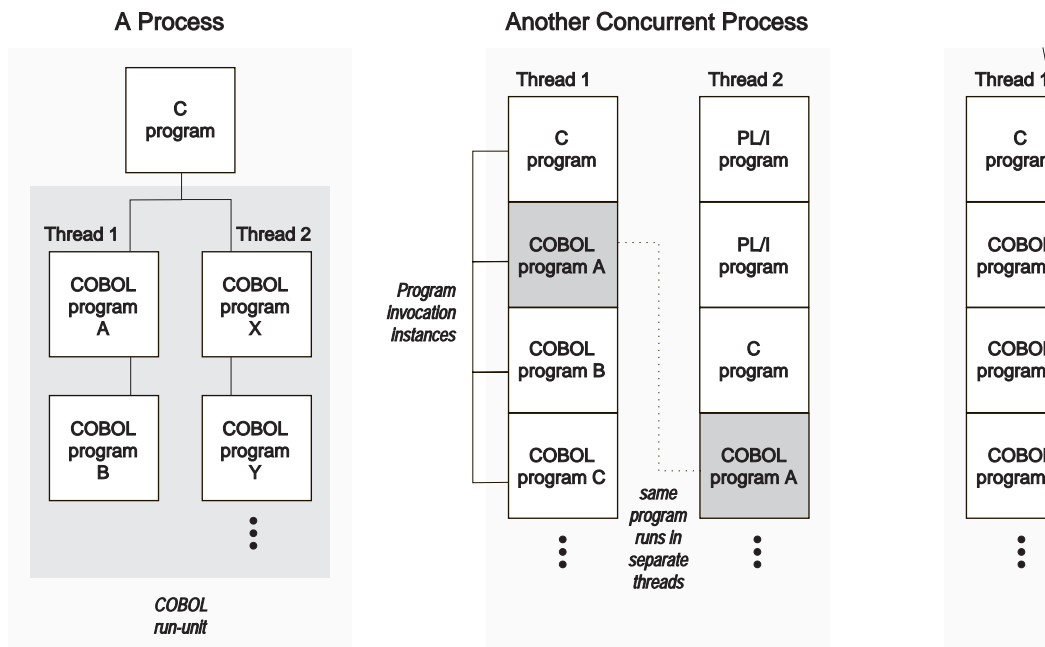 A Process
C
program
Thread 1
Thread 2
COBOL
program
A
COBOL
program
X
COBOL
program
B
COBOL
program
Y
COBOL
run-unit
Another Concurrent Process
Thread 1
Thread 2
C
program
COBOL
program A
COBOL
program B
COBOL
program C
Program
invocation
instances
PL/I
program
PL/I
program
C
program
COBOL
program A
same
program
runs in
separate
threads
Thread 1
C